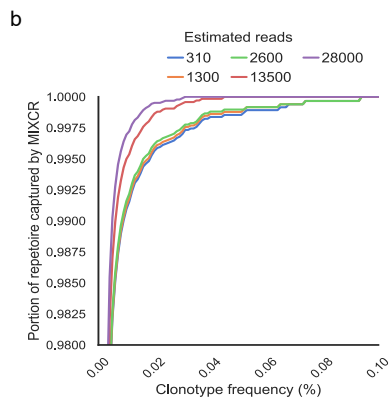 b
Estimated reads
310 2600 28000
1300 13500
Portion of repetoire captured by MIXCR
1.0000
0.9975
0.9950
0.9925
0.9900
0.9875
0.9850
0.9825
0.9800
0.00 0.02 0.04 0.06 0.08 0.10
Clonotype frequency (%)